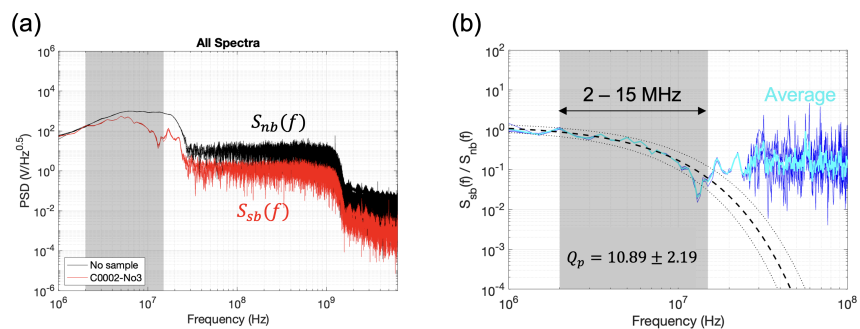 (a)
All Spectra
10^6
10^4
10^2
10^0
10^-2
10^-4
10^-6
PSD (V/Hz^0.5)
S_nb(f)
S_sb(f)
No sample
C0002-No3
10^6 10^7 10^8 10^9
Frequency (Hz)
(b)
10^2
10^1
10^0
10^-1
10^-2
10^-3
10^-4
S_sb(f) / S_nb(f)
2 – 15 MHz
Average
Q_p = 10.89 ± 2.19
10^6 10^7 10^8
Frequency (Hz)